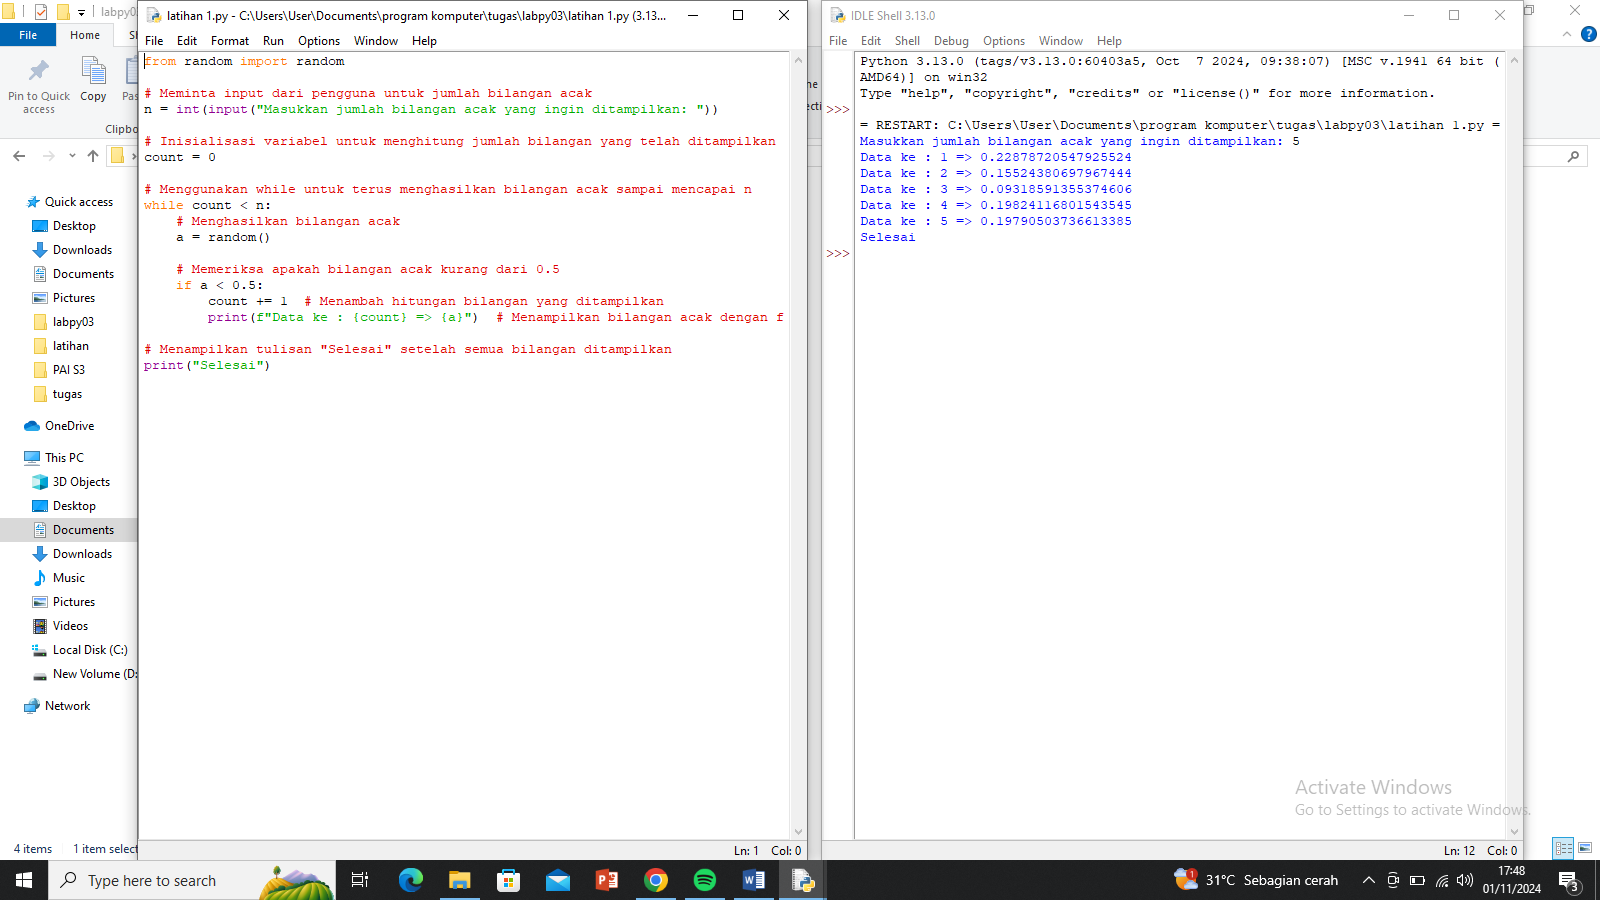 labpy0
File
Home
Sh
Pin to Quick
access
Copy
Pas
Clipbo
Quick access
Desktop
Downloads
Documents
Pictures
labpy03
latihan
PAI S3
tugas
OneDrive
This PC
3D Objects
Desktop
Documents
Downloads
Music
Pictures
Videos
Local Disk (C:)
New Volume (D:
Network
4 items 1 item select
latihan 1.py - C:\Users\User\Documents\program komputer\tugas\labpy03\latihan 1.py (3.13...
File Edit Format Run Options Window Help
from random import random
# Meminta input dari pengguna untuk jumlah bilangan acak
n = int(input("Masukkan jumlah bilangan acak yang ingin ditampilkan: "))
# Inisialisasi variabel untuk menghitung jumlah bilangan yang telah ditampilkan
count = 0
# Menggunakan while untuk terus menghasilkan bilangan acak sampai mencapai n
while count < n:
    # Menghasilkan bilangan acak
    a = random()
    # Memeriksa apakah bilangan acak kurang dari 0.5
    if a < 0.5:
        count += 1  # Menambah hitungan bilangan yang ditampilkan
        print(f"Data ke : {count} => {a}")  # Menampilkan bilangan acak dengan f
# Menampilkan tulisan "Selesai" setelah semua bilangan ditampilkan
print("Selesai")
Ln: 1 Col: 0
IDLE Shell 3.13.0
File Edit Shell Debug Options Window Help
Python 3.13.0 (tags/v3.13.0:60403a5, Oct  7 2024, 09:38:07) [MSC v.1941 64 bit (
AMD64)] on win32
Type "help", "copyright", "credits" or "license()" for more information.
>>>
= RESTART: C:\Users\User\Documents\program komputer\tugas\labpy03\latihan 1.py =
Masukkan jumlah bilangan acak yang ingin ditampilkan: 5
Data ke : 1 => 0.22878720547925524
Data ke : 2 => 0.15524380697967444
Data ke : 3 => 0.09318591355374606
Data ke : 4 => 0.19824116801543545
Data ke : 5 => 0.19790503736613385
Selesai
>>>
Activate Windows
Go to Settings to activate Windows.
Ln: 12 Col: 0
Type here to search
1
31°C Sebagian cerah
17:48
01/11/2024
3